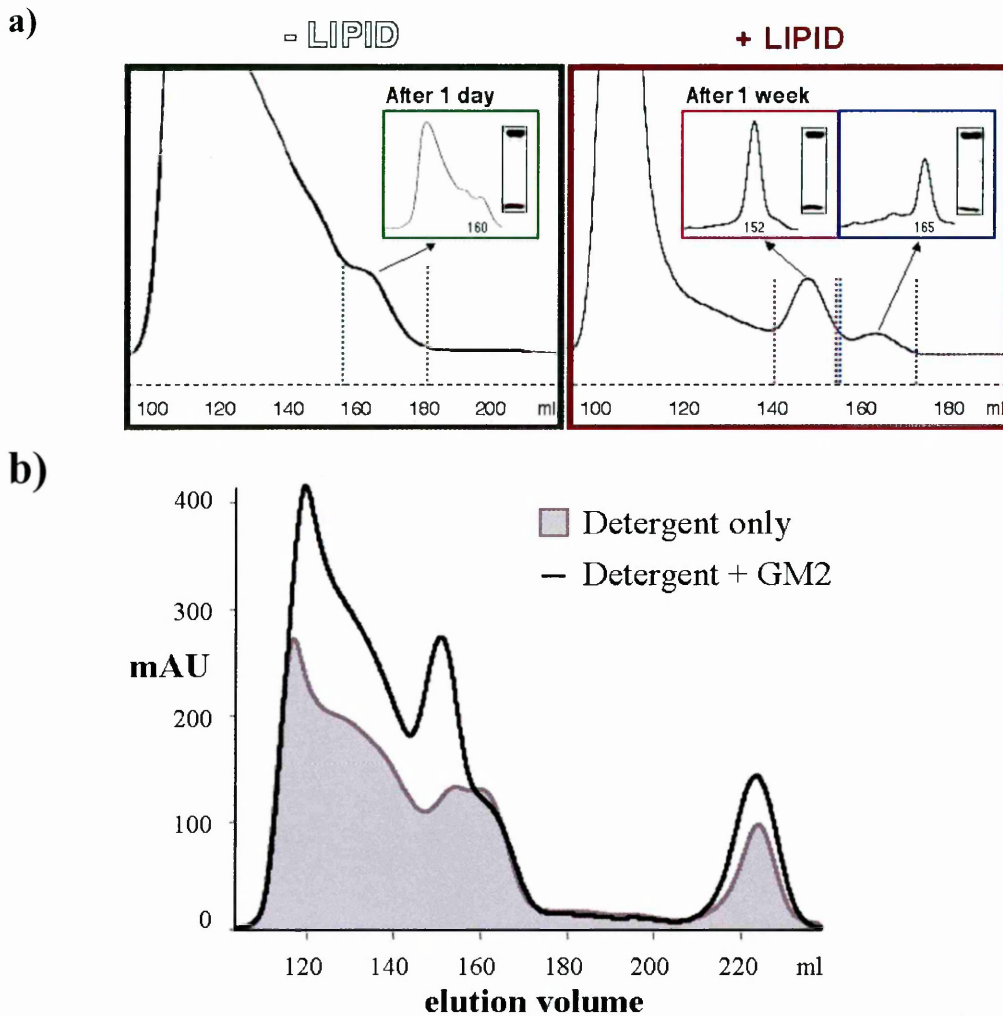 a)
- LIPID
+ LIPID
After 1 day
160
100 120 140 160 180 200 ml
After 1 week
152
165
100 120 140 160 180 ml
b)
400
300
mAU
200
100
0
Detergent only
Detergent + GM2
120 140 160 180 200 220 ml
elution volume